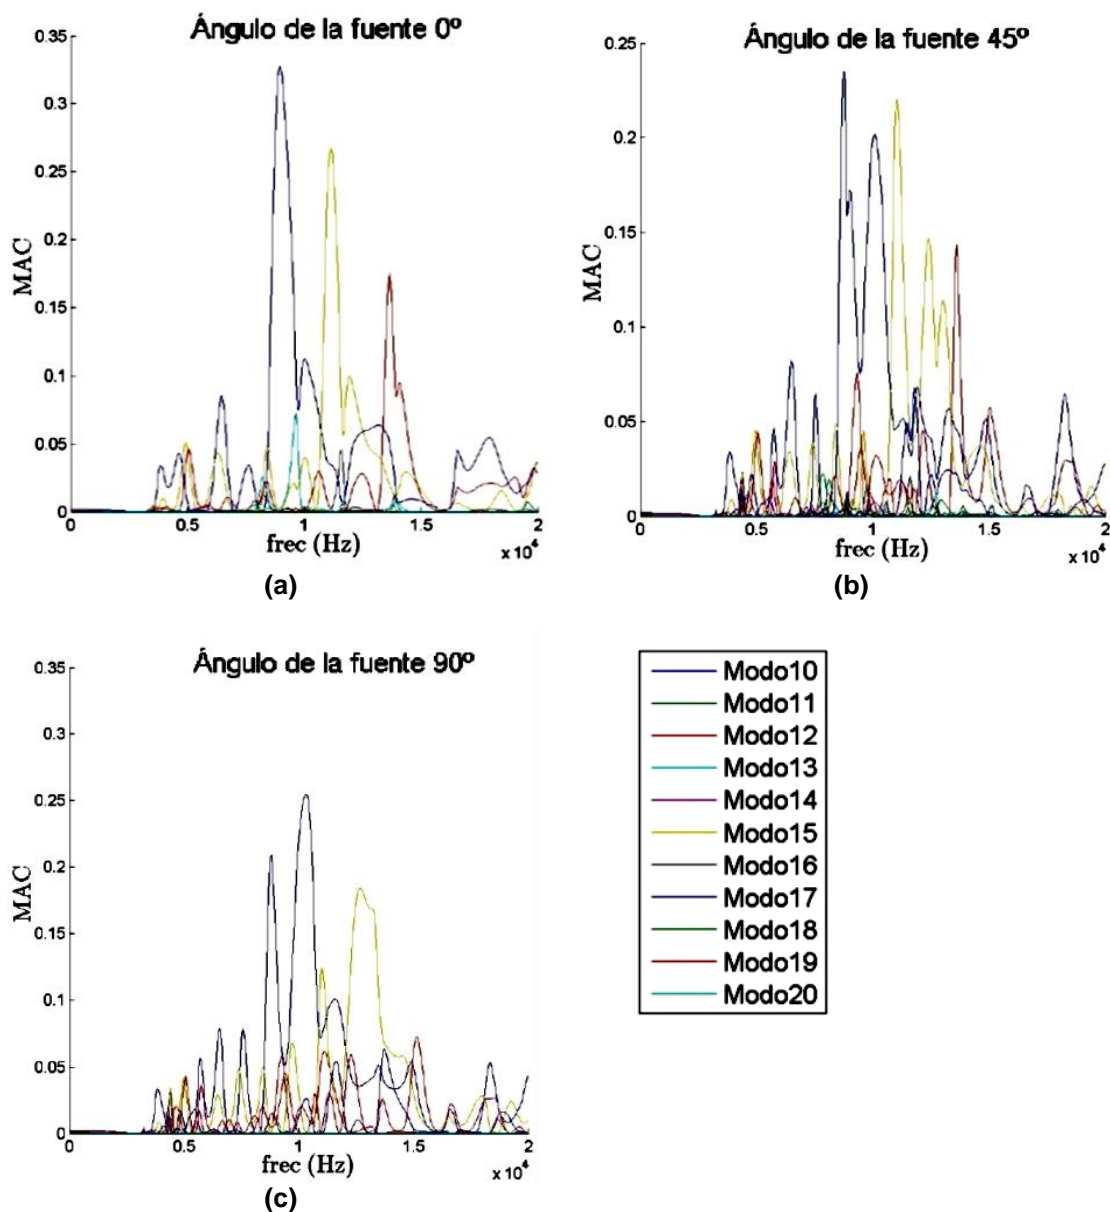 Ángulo de la fuente 0º
0.35
0.3
0.25
0.2
0.15
0.1
0.05
0
MAC
0 0.5 1 1.5 2
frec (Hz)
x 10⁴
(a)
Ángulo de la fuente 45º
0.25
0.2
0.15
0.1
0.05
0
MAC
0 0.5 1 1.5 2
frec (Hz)
x 10⁴
(b)
Ángulo de la fuente 90º
0.35
0.3
0.25
0.2
0.15
0.1
0.05
0
MAC
0 0.5 1 1.5 2
frec (Hz)
x 10⁴
(c)
Modo10
Modo11
Modo12
Modo13
Modo14
Modo15
Modo16
Modo17
Modo18
Modo19
Modo20